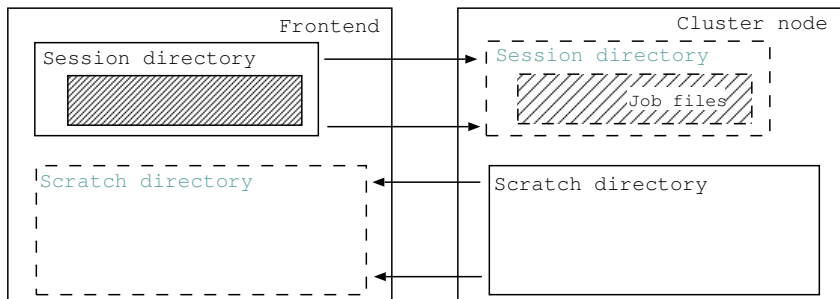 Frontend
Session directory
Scratch directory
Cluster node
Session directory
Job files
Scratch directory